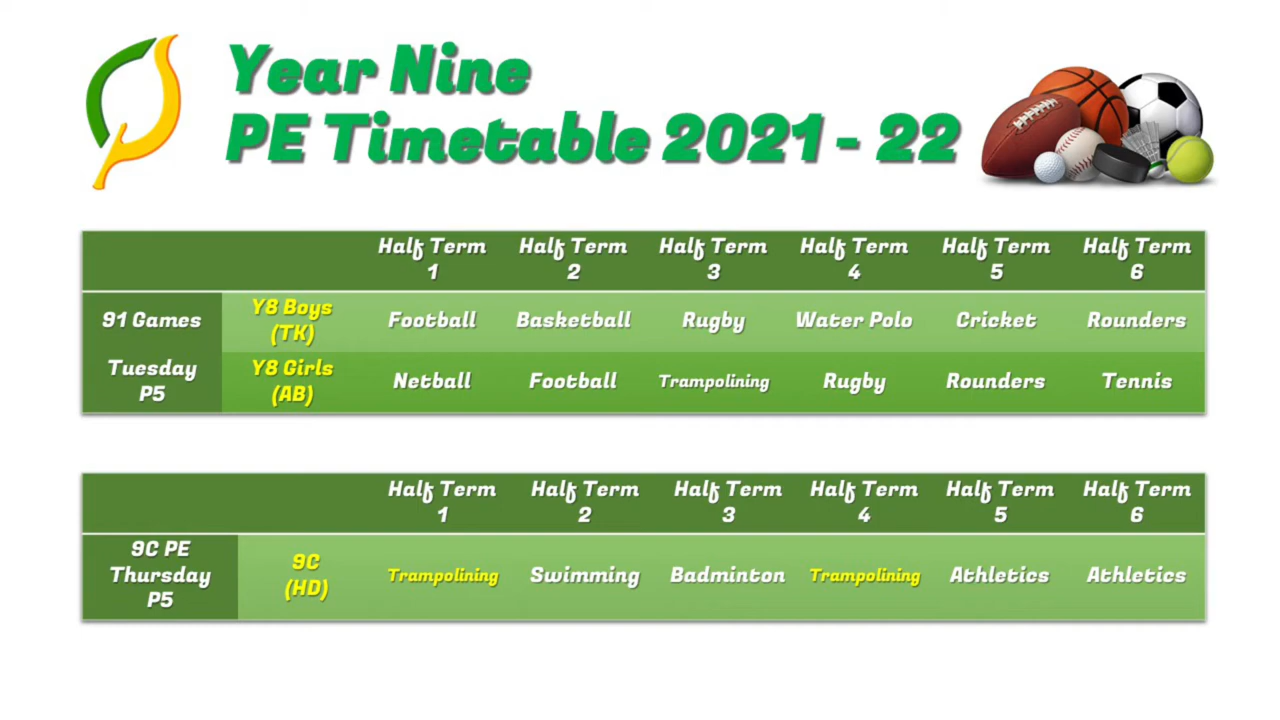 Year Nine
PE Timetable 2021 - 22
Half Term 1 Half Term 2 Half Term 3 Half Term 4 Half Term 5 Half Term 6
91 Games Y8 Boys (TK) Football Basketball Rugby Water Polo Cricket Rounders
Tuesday P5 Y8 Girls (AB) Netball Football Trampolining Rugby Rounders Tennis
Half Term 1 Half Term 2 Half Term 3 Half Term 4 Half Term 5 Half Term 6
9C PE Thursday P5 9C (HD) Trampolining Swimming Badminton Trampolining Athletics Athletics